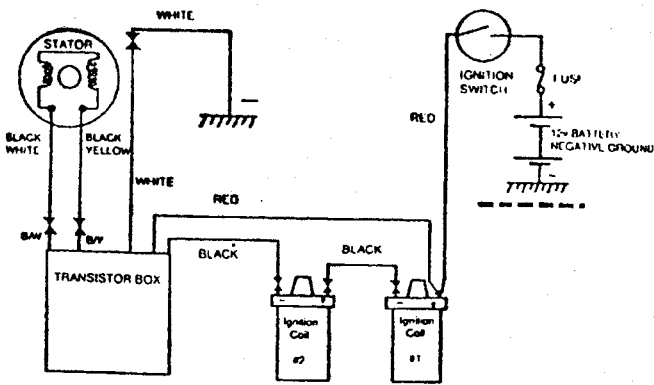 WHITE
STATOR
BLACK
WHITE
BLACK
YELLOW
WHITE
B/W
B/Y
TRANSISTOR BOX
RED
BLACK
BLACK
Ignition
Coil
#2
Ignition
Coil
#1
RED
IGNITION
SWITCH
+
12v BATTERY
NEGATIVE GROUND